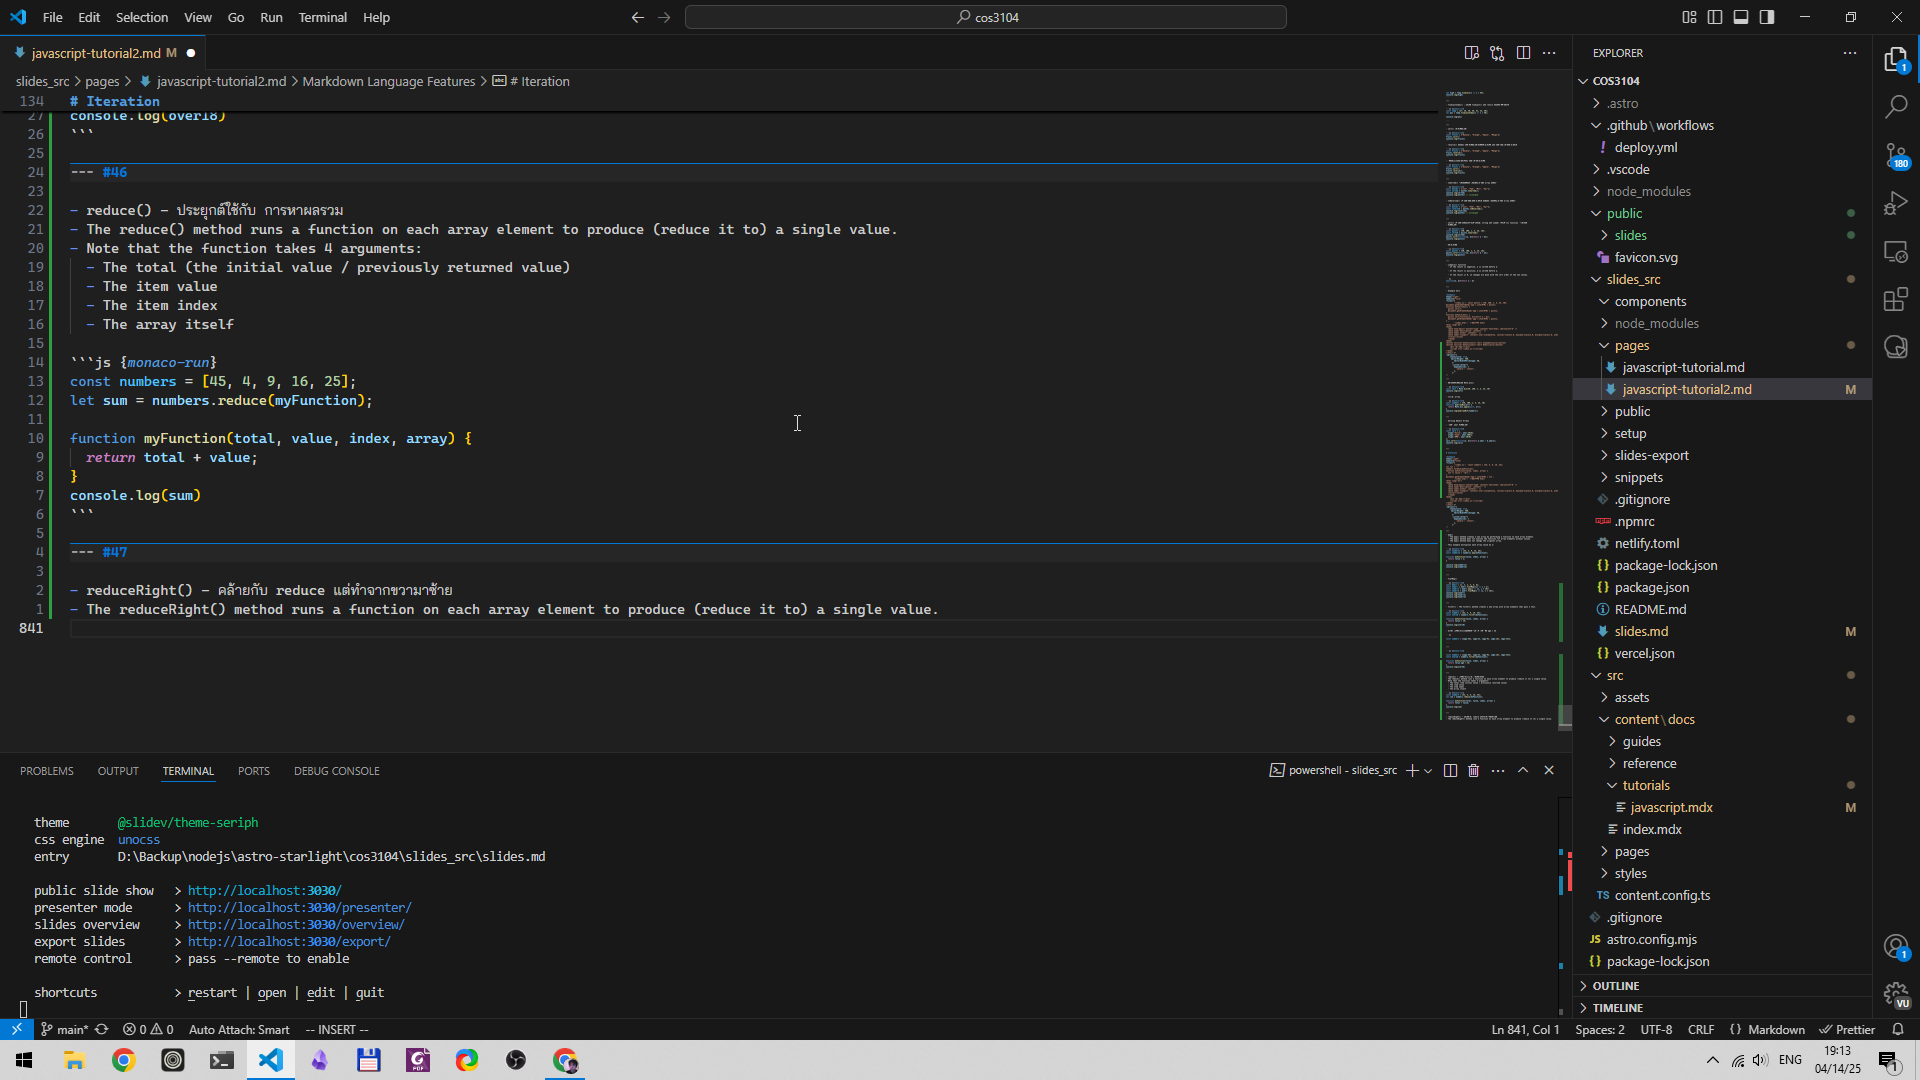 File Edit Selection View Go Run Terminal Help
cos3104
javascript-tutorial2.md M
slides_src > pages > javascript-tutorial2.md > Markdown Language Features > # Iteration
134 # Iteration
27 console.log(over18)
26 ```
25
24 --- #46
23
22 - reduce() - ประยุกต์ใช้กับ การหาผลรวม
21 - The reduce() method runs a function on each array element to produce (reduce it to) a single value.
20 - Note that the function takes 4 arguments:
19 - The total (the initial value / previously returned value)
18 - The item value
17 - The item index
16 - The array itself
15
14 ```js {monaco-run}
13 const numbers = [45, 4, 9, 16, 25];
12 let sum = numbers.reduce(myFunction);
11
10 function myFunction(total, value, index, array) {
9 return total + value;
8 }
7 console.log(sum)
6 ```
5
4 --- #47
3
2 - reduceRight() - คล้ายกับ reduce แต่ทำจากขวามาซ้าย
1 - The reduceRight() method runs a function on each array element to produce (reduce it to) a single value.
841
EXPLORER
COS3104
.astro
.github\workflows
deploy.yml
.vscode
node_modules
public
slides
favicon.svg
slides_src
components
node_modules
pages
javascript-tutorial.md
javascript-tutorial2.md M
public
setup
slides-export
snippets
.gitignore
.npmrc
netlify.toml
package-lock.json
package.json
README.md
slides.md M
vercel.json
src
assets
content\docs
guides
reference
tutorials
javascript.mdx M
index.mdx
pages
styles
TS content.config.ts
.gitignore
JS astro.config.mjs
package-lock.json
OUTLINE
TIMELINE
1
180
1
VU
PROBLEMS OUTPUT TERMINAL PORTS DEBUG CONSOLE
powershell - slides_src
theme @slidev/theme-seriph
css engine unocss
entry D:\Backup\nodejs\astro-starlight\cos3104\slides_src\slides.md
public slide show > http://localhost:3030/
presenter mode > http://localhost:3030/presenter/
slides overview > http://localhost:3030/overview/
export slides > http://localhost:3030/export/
remote control > pass --remote to enable
shortcuts > restart | open | edit | quit
main* 0 0 Auto Attach: Smart -- INSERT --
Ln 841, Col 1 Spaces: 2 UTF-8 CRLF {} Markdown Prettier
ENG
19:13
04/14/25
1